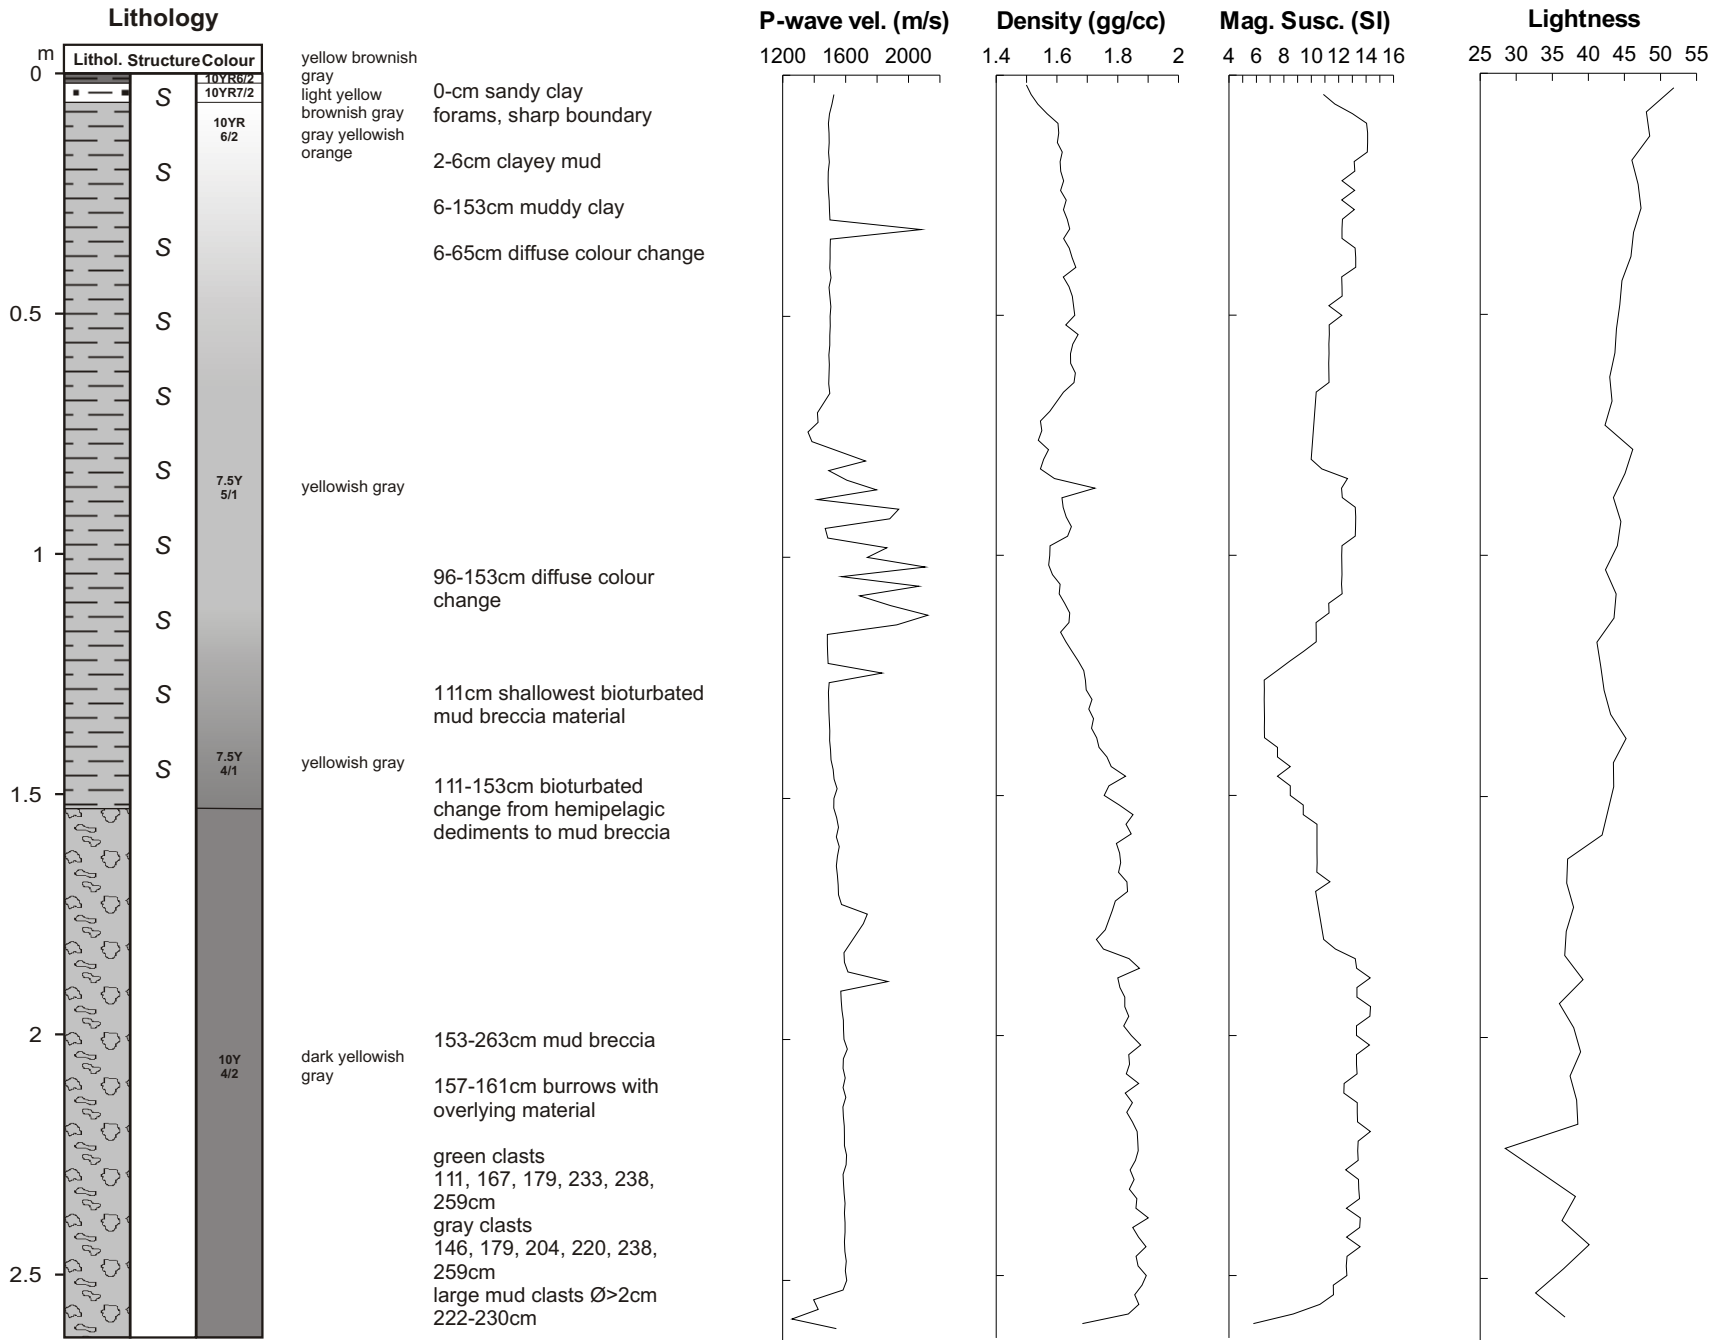 Lithology
P-wave vel. (m/s)
Density (gg/cc)
Mag. Susc. (SI)
Lightness
m
Lithol. Structure Colour
1200 1600 2000
1.4 1.6 1.8 2
4 6 8 10 12 14 16
25 30 35 40 45 50 55
0
0.5
1
1.5
2
2.5
S
S
S
S
S
S
S
S
S
S
10YR6/2
10YR7/2
10YR
6/2
7.5Y
5/1
7.5Y
4/1
10Y
4/2
yellow brownish
gray
light yellow
brownish gray
gray yellowish
orange
yellowish gray
yellowish gray
dark yellowish
gray
0-cm sandy clay
forams, sharp boundary
2-6cm clayey mud
6-153cm muddy clay
6-65cm diffuse colour change
96-153cm diffuse colour
change
111cm shallowest bioturbated
mud breccia material
111-153cm bioturbated
change from hemipelagic
dediments to mud breccia
153-263cm mud breccia
157-161cm burrows with
overlying material
green clasts
111, 167, 179, 233, 238,
259cm
gray clasts
146, 179, 204, 220, 238,
259cm
large mud clasts Ø>2cm
222-230cm